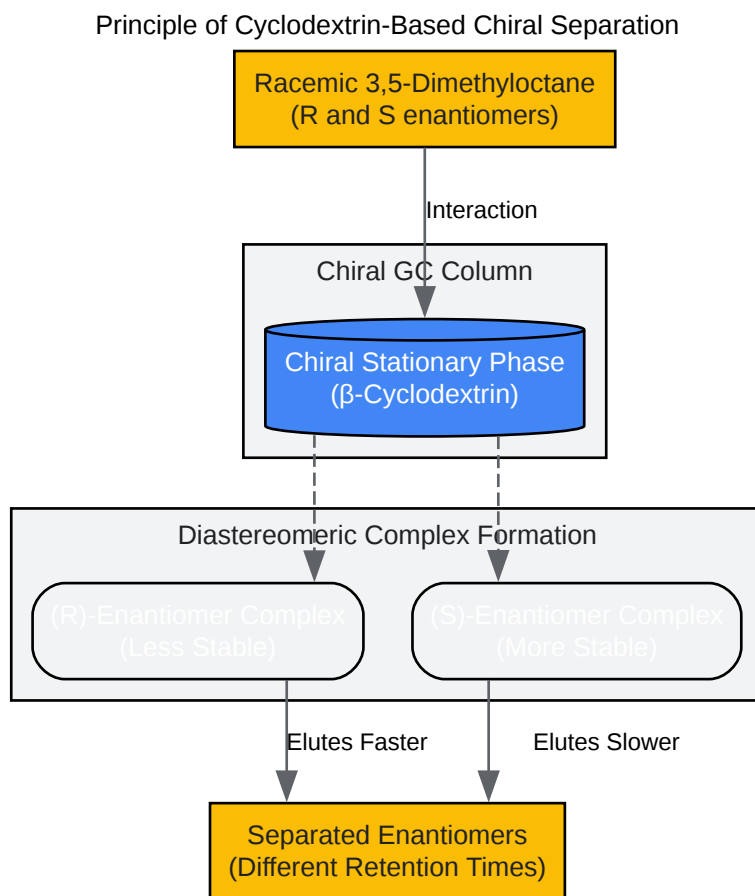 Principle of Cyclodextrin-Based Chiral Separation
Racemic 3,5-Dimethyloctane
(R and S enantiomers)
Interaction
Chiral GC Column
Chiral Stationary Phase
(β-Cyclodextrin)
Diastereomeric Complex Formation
(R)-Enantiomer Complex
(Less Stable)
(S)-Enantiomer Complex
(More Stable)
Elutes Faster
Elutes Slower
Separated Enantiomers
(Different Retention Times)